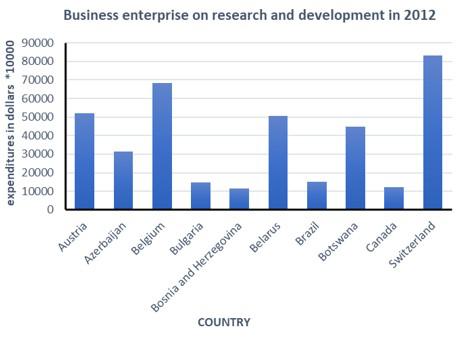 Business enterprise on research and development in 2012
expenditures in dollars *10000
90000
80000
70000
60000
50000
40000
30000
20000
10000
0
Austria
Azerbaijan
Belgium
Bulgaria
Bosnia and Herzegovina
Belarus
Brazil
Botswana
Canada
Switzerland
COUNTRY